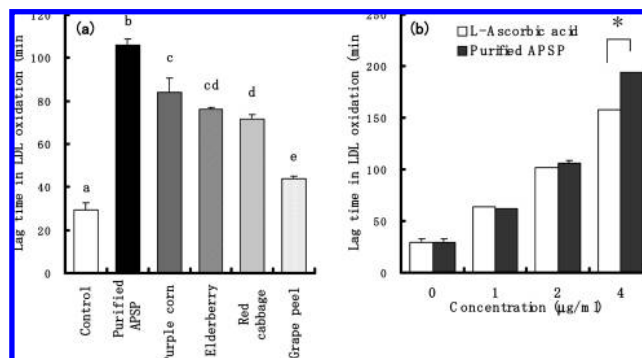 (a)
Lag time in LDL oxidation (min
120
100
80
60
40
20
0
a
b
c
cd
d
e
Control
Purified
APSP
Purple corn
Elderberry
Red
cabbage
Grape peel
(b)
L-Ascorbic acid
Purified APSP
*
Lag time in LDL oxidation (min
250
200
150
100
50
0
0 1 2 4
Concentration (μg/ml)